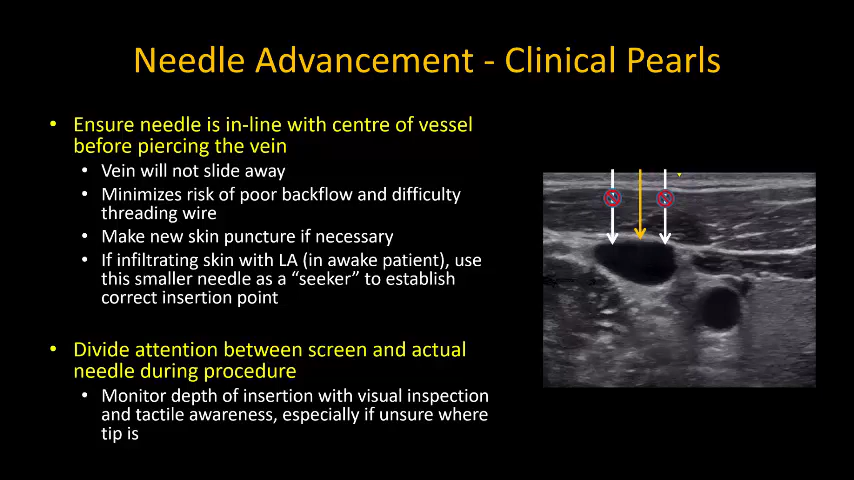 Needle Advancement - Clinical Pearls
• Ensure needle is in-line with centre of vessel
before piercing the vein
• Vein will not slide away
• Minimizes risk of poor backflow and difficulty
threading wire
• Make new skin puncture if necessary
• If infiltrating skin with LA (in awake patient), use
this smaller needle as a “seeker” to establish
correct insertion point
• Divide attention between screen and actual
needle during procedure
• Monitor depth of insertion with visual inspection
and tactile awareness, especially if unsure where
tip is